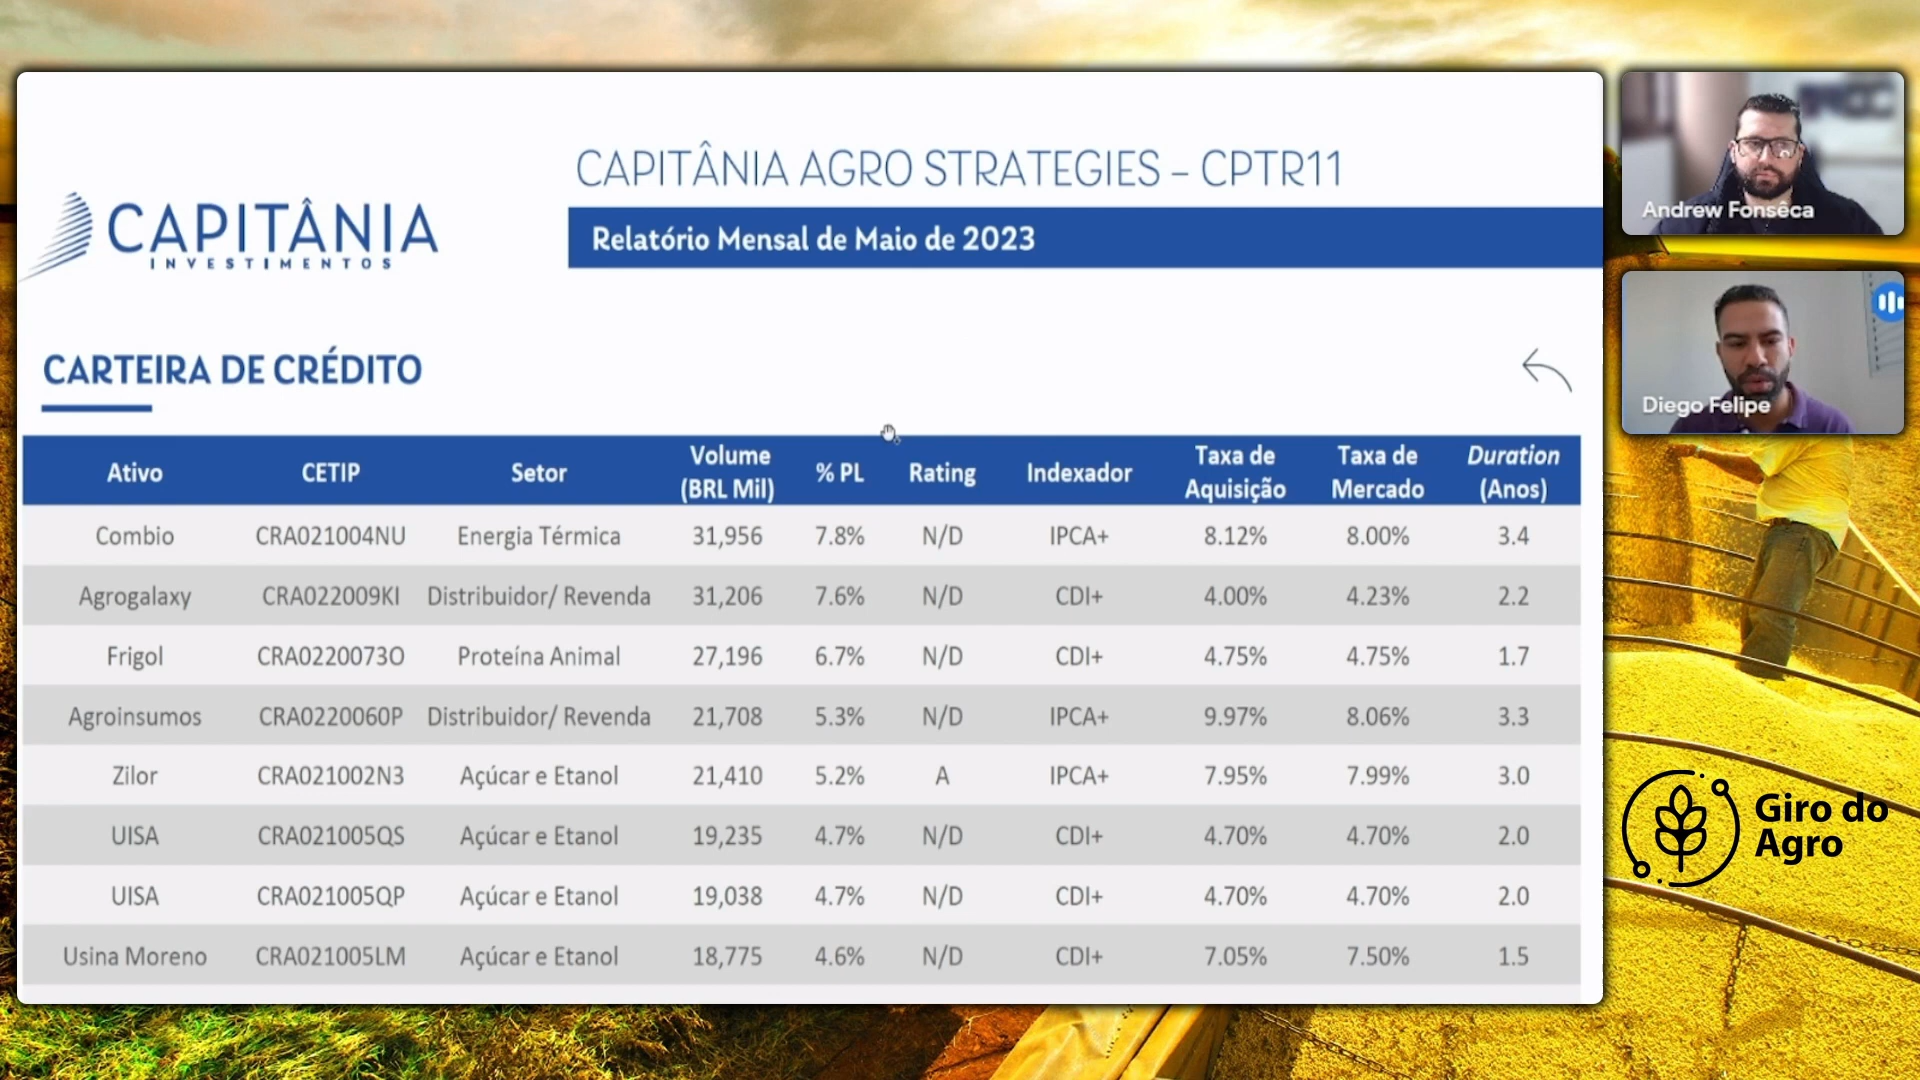 CAPITÂNIA AGRO STRATEGIES – CPTR11
CAPITÂNIA
INVESTIMENTOS
Relatório Mensal de Maio de 2023
CARTEIRA DE CRÉDITO
Ativo CETIP Setor Volume (BRL Mil) % PL Rating Indexador Taxa de Aquisição Taxa de Mercado Duration (Anos)
Combio CRA021004NU Energia Térmica 31,956 7.8% N/D IPCA+ 8.12% 8.00% 3.4
Agrogalaxy CRA022009KI Distribuidor/ Revenda 31,206 7.6% N/D CDI+ 4.00% 4.23% 2.2
Frigol CRA0220073O Proteína Animal 27,196 6.7% N/D CDI+ 4.75% 4.75% 1.7
Agroinsumos CRA0220060P Distribuidor/ Revenda 21,708 5.3% N/D IPCA+ 9.97% 8.06% 3.3
Zilor CRA021002N3 Açúcar e Etanol 21,410 5.2% A IPCA+ 7.95% 7.99% 3.0
UISA CRA021005QS Açúcar e Etanol 19,235 4.7% N/D CDI+ 4.70% 4.70% 2.0
UISA CRA021005QP Açúcar e Etanol 19,038 4.7% N/D CDI+ 4.70% 4.70% 2.0
Usina Moreno CRA021005LM Açúcar e Etanol 18,775 4.6% N/D CDI+ 7.05% 7.50% 1.5
Andrew Fonsêca
Diego Felipe
Giro do
Agro